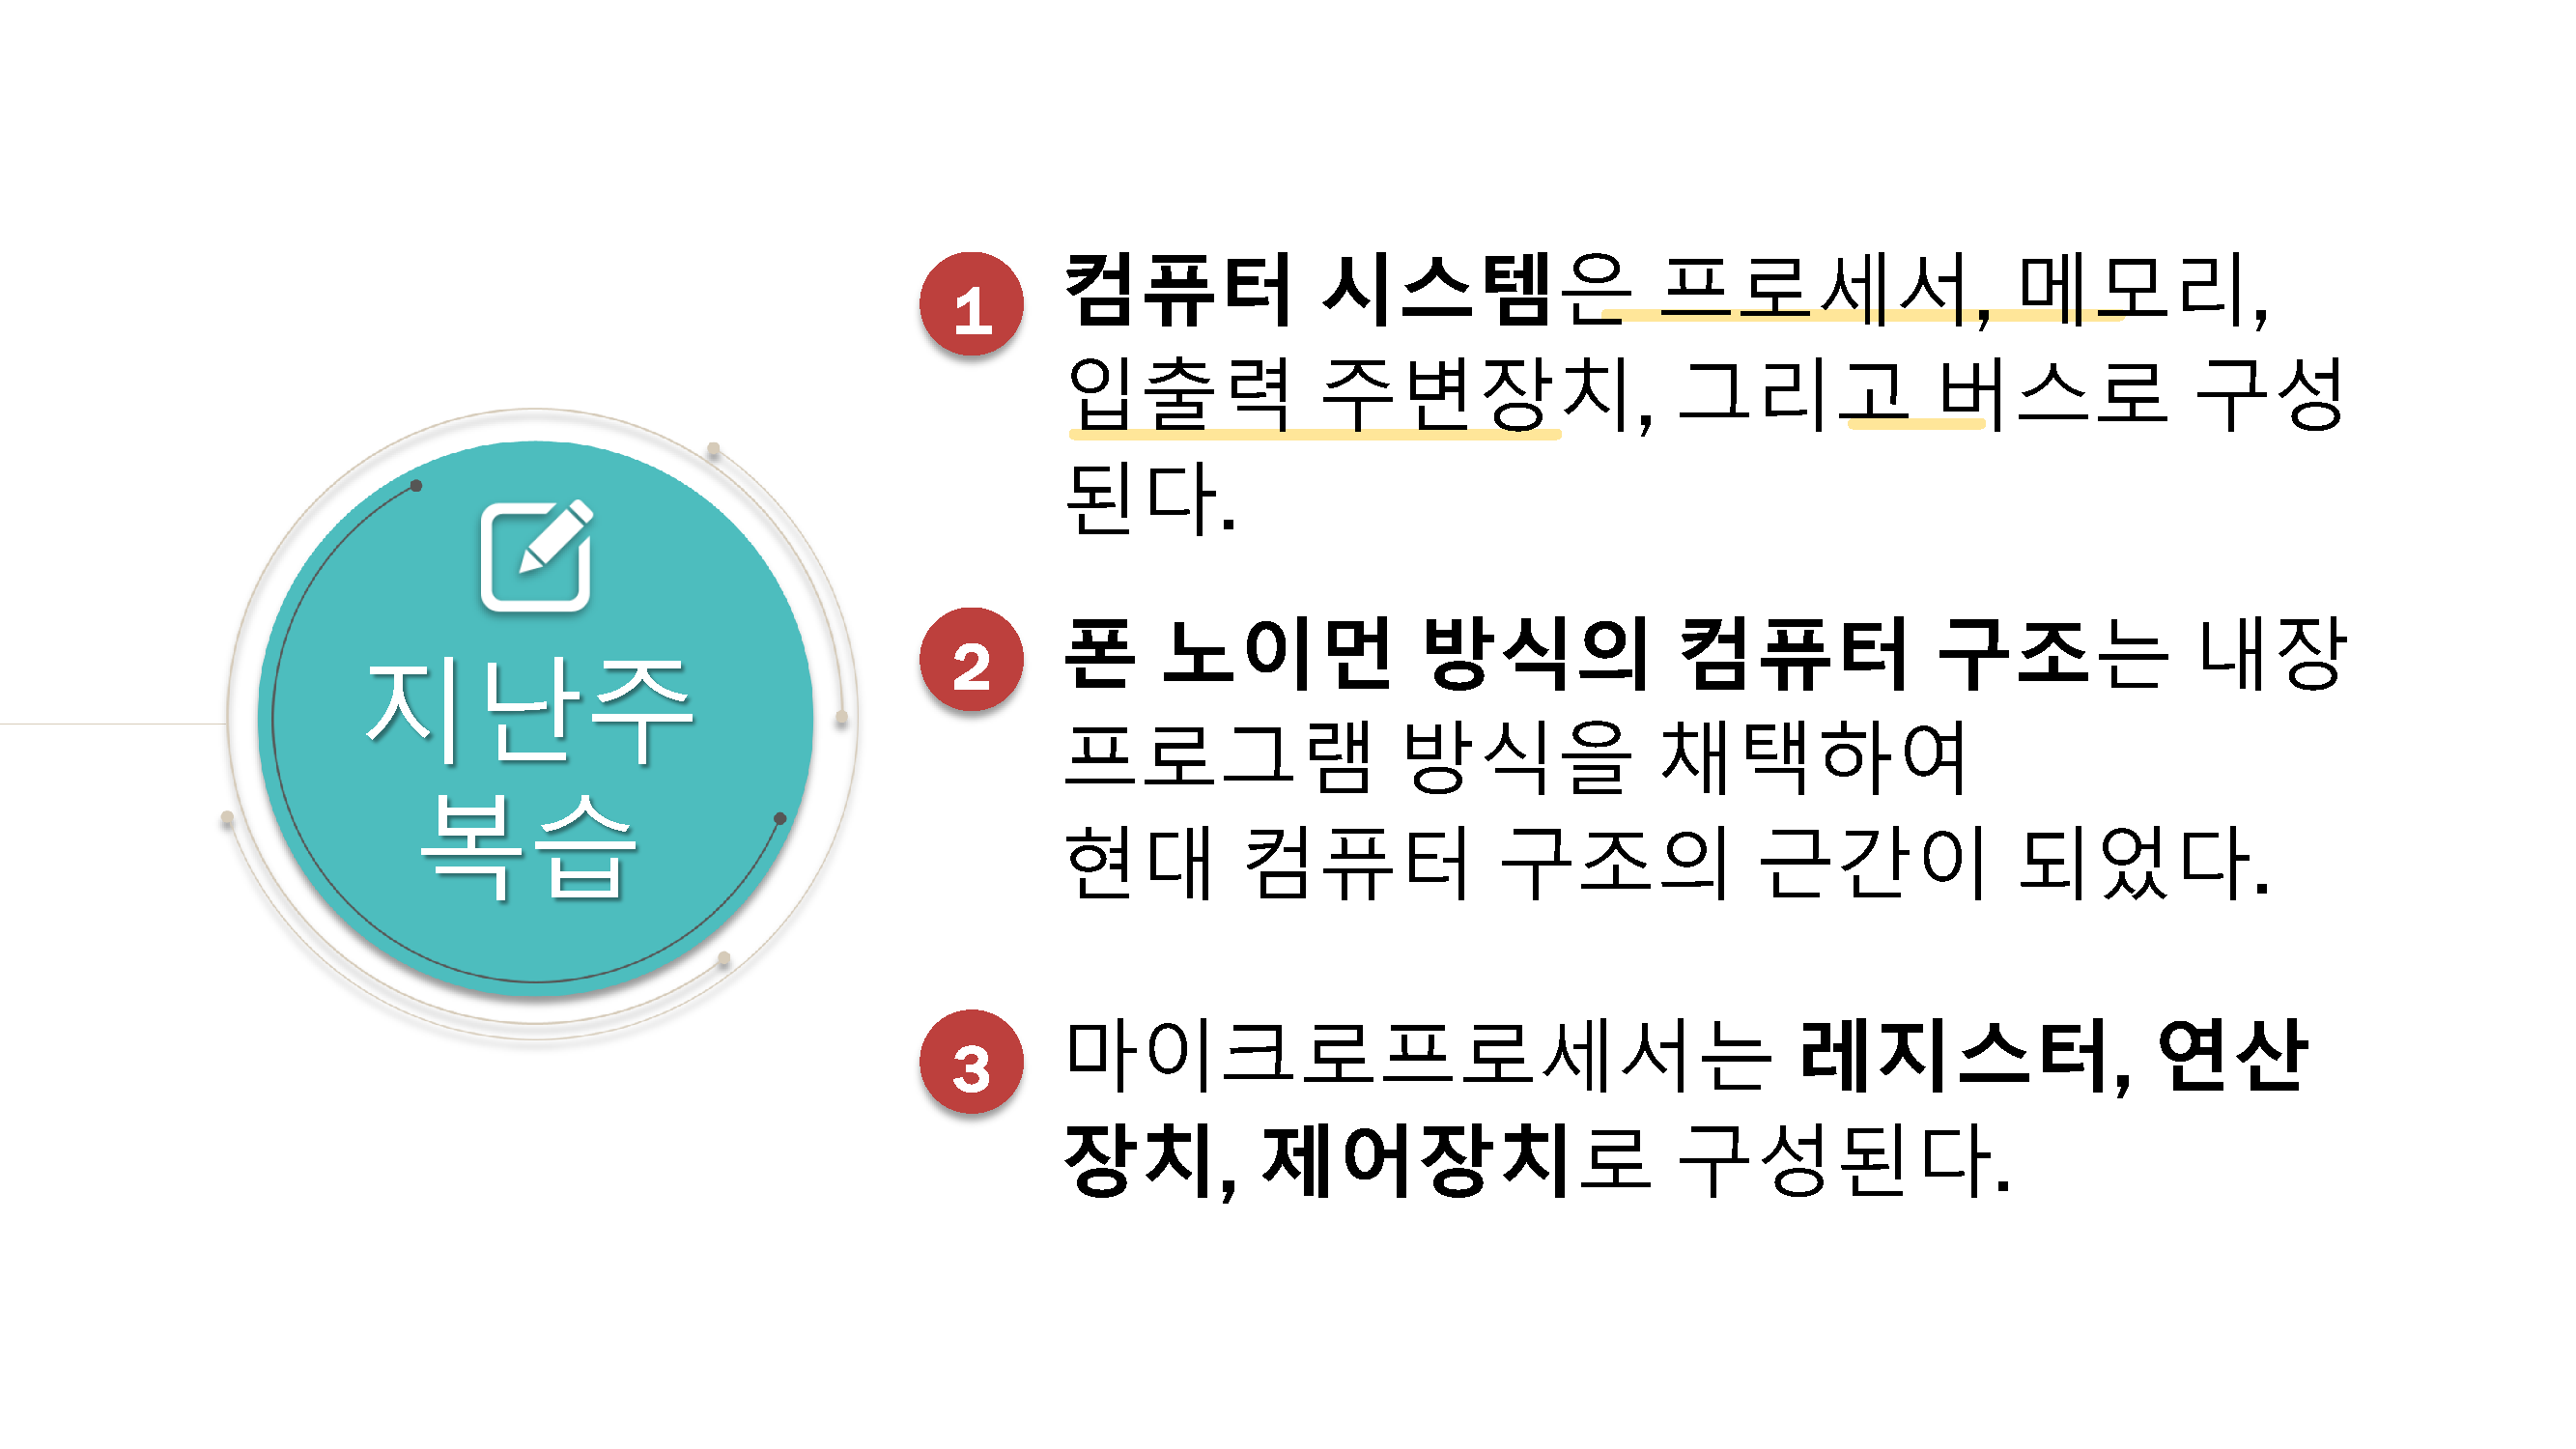 지난주
복습
1
컴퓨터 시스템은 프로세서, 메모리,
입출력 주변장치, 그리고 버스로 구성
된다.
2
폰 노이먼 방식의 컴퓨터 구조는 내장
프로그램 방식을 채택하여
현대 컴퓨터 구조의 근간이 되었다.
3
마이크로프로세서는 레지스터, 연산
장치, 제어장치로 구성된다.